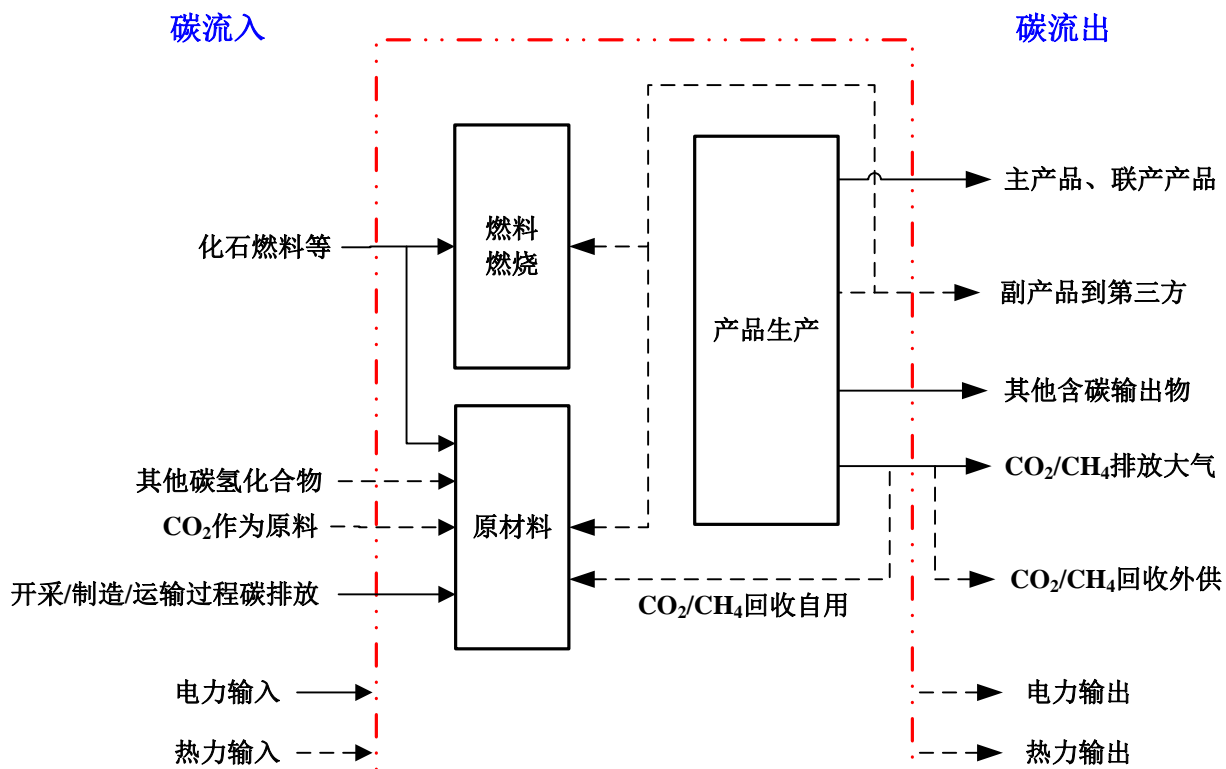 碳流入
碳流出
主产品、联产产品
化石燃料等
燃料
燃烧
副产品到第三方
产品生产
其他含碳输出物
其他碳氢化合物
CO₂/CH₄排放大气
CO₂作为原料
原材料
开采/制造/运输过程碳排放
CO₂/CH₄回收自用
CO₂/CH₄回收外供
电力输入
电力输出
热力输入
热力输出